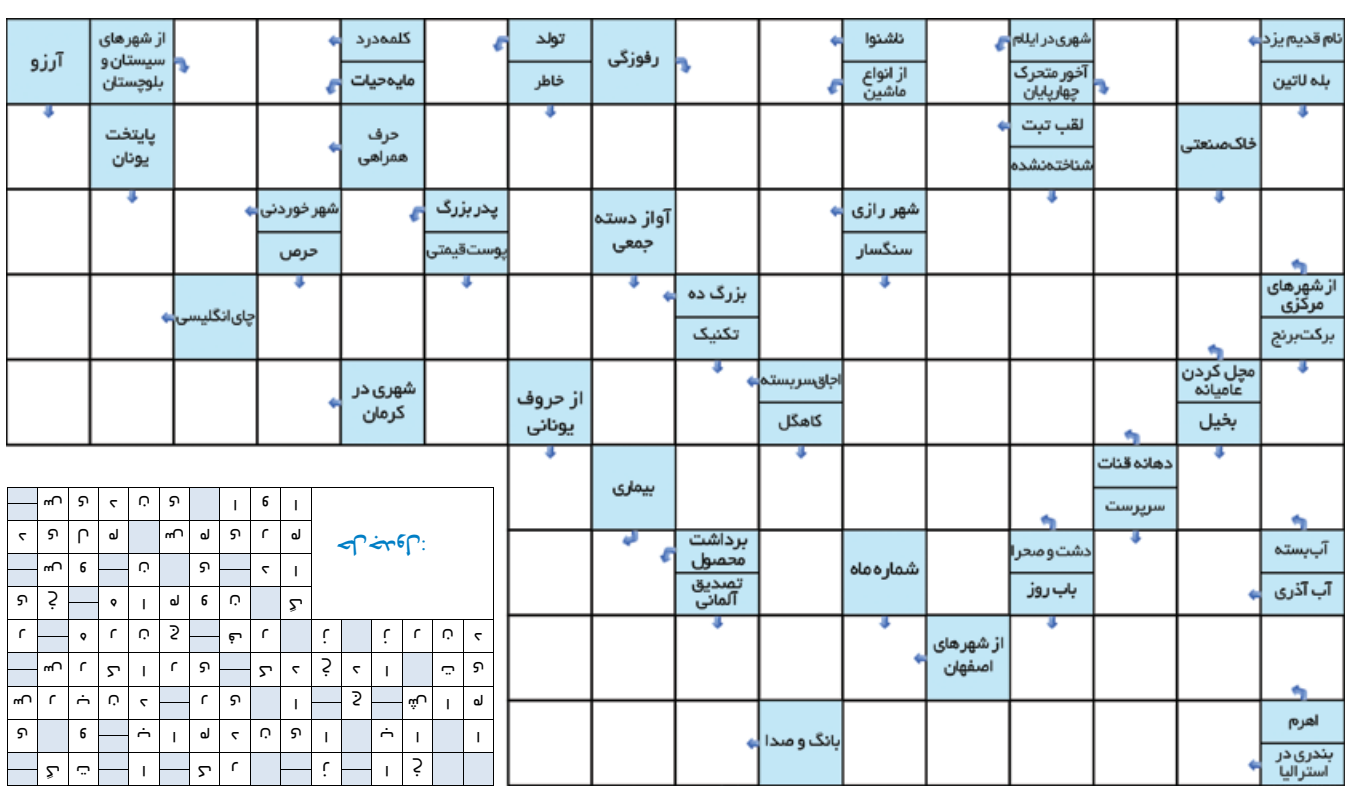 نام قدیم یزد
بله لاتین
شهری در ایلام
آخور متحرک
چهارپایان
ناشنوا
از انواع
ماشین
رفوزگی
تولد
خاطر
کلمه درد
مایه حیات
از شهرهای
سیستان و
بلوچستان
آرزو
خاک صنعتی
لقب تبت
شناخته نشده
حرف
همراهی
پایتخت
یونان
شهر رازی
سنگسار
آواز دسته
جمعی
پدربزرگ
پوست قیمتی
شهر خوردنی
حرص
از شهرهای
مرکزی
برکت برنج
بزرگ ده
تکنیک
چای انگلیسی
مچل کردن
عامیانه
بخیل
اجاق سربسته
کاهگل
از حروف
یونانی
شهری در
کرمان
دهانه قنات
سرپرست
بیماری
آب بسته
آب آذری
دشت و صحرا
باب روز
شماره ماه
برداشت
محصول
تصدیق
آلمانی
از شهرهای
اصفهان
اهرم
بندری در
استرالیا
بانگ و صدا
حل جدول:
گ ت ا ک ر ز ا خ
ی و ب ا م د ن ی ا ب ا ا
س ر ب ن د ر ی ا ج ش ا م
س ر ک ا ر ی ک د خ د ا ت ی
ر ه ر ن ج ف ر ز ز ر ن د
ی خ ه ا م و ن گ
س و ن ی د ا
د ی ل م س م ی ر م
س ی د ن ی ا و ا